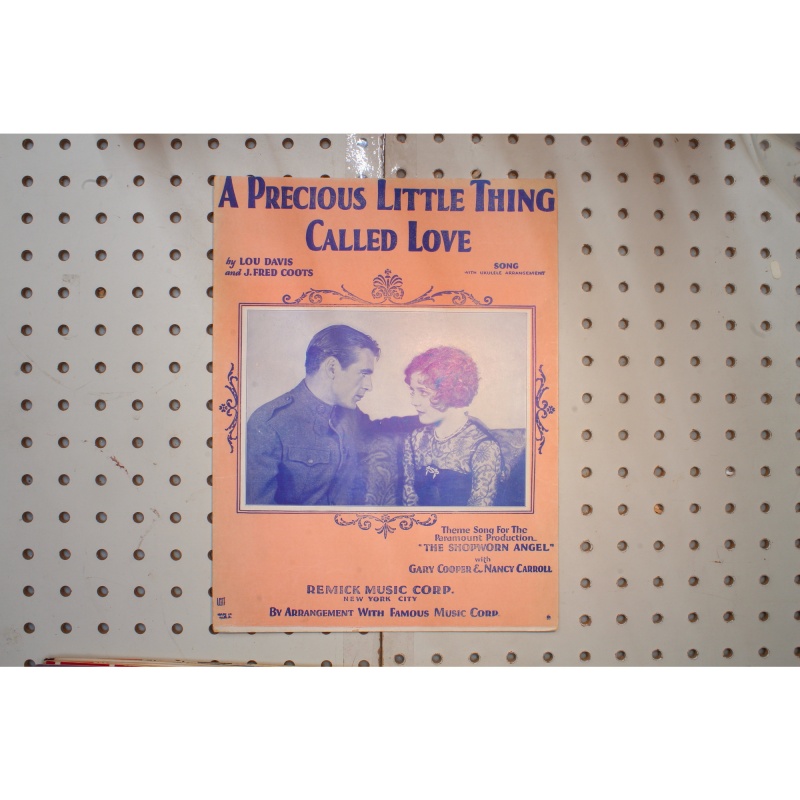 A PRECIOUS LITTLE THING
CALLED LOVE
by LOU DAVIS
and J. FRED COOTS
SONG
WITH UKULELE ARRANGEMENT
Theme Song For The
Paramount Production
"THE SHOPWORN ANGEL"
with
GARY COOPER & NANCY CARROLL
REMICK MUSIC CORP.
NEW YORK CITY
BY ARRANGEMENT WITH FAMOUS MUSIC CORP.